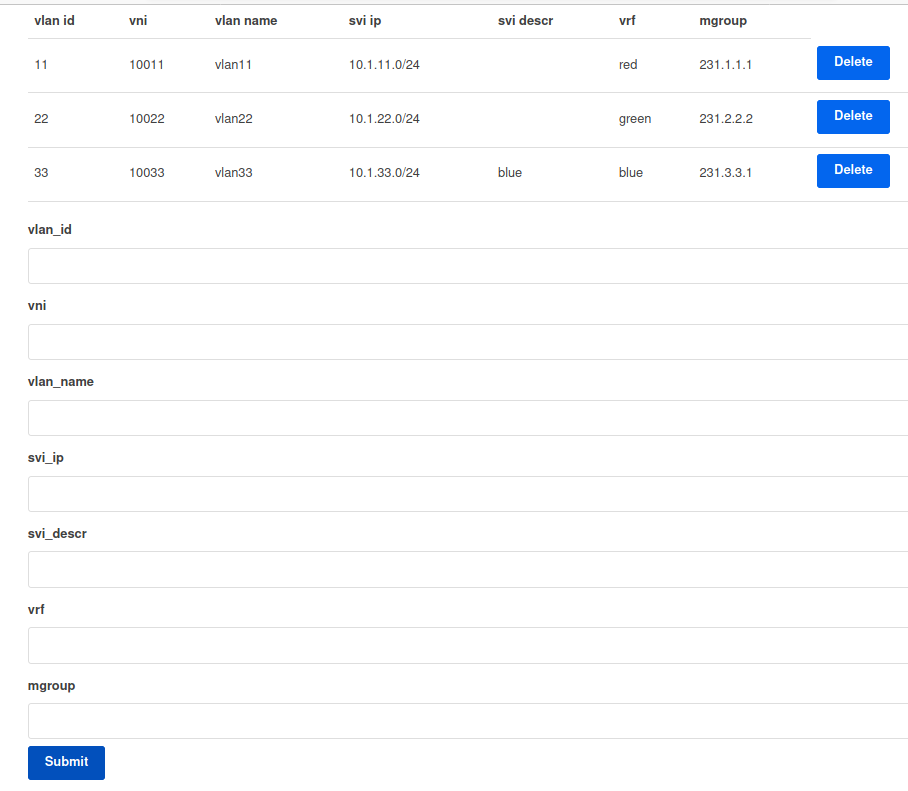 vlan id vni vlan name svi ip svi descr vrf mgroup
11 10011 vlan11 10.1.11.0/24 red 231.1.1.1 Delete
22 10022 vlan22 10.1.22.0/24 green 231.2.2.2 Delete
33 10033 vlan33 10.1.33.0/24 blue blue 231.3.3.1 Delete
vlan_id
vni
vlan_name
svi_ip
svi_descr
vrf
mgroup
Submit